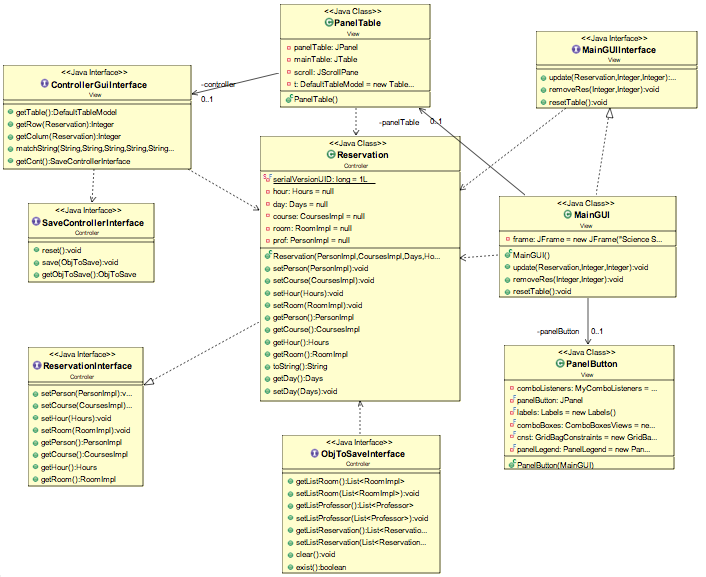 <<Java Class>>
PanelTable
View
panelTable: JPanel
mainTable: JTable
scroll: JScrollPane
t: DefaultTableModel = new Table...
PanelTable()
<<Java Interface>>
MainGUIInterface
View
update(Reservation,Integer,Integer):...
removeRes(Integer,Integer):void
resetTable():void
<<Java Interface>>
ControllerGuiInterface
View
getTable():DefaultTableModel
getRow(Reservation):Integer
getColum(Reservation):Integer
matchString(String,String,String,String,String...
getCont():SaveControllerInterface
-controller
0..1
-panelTable
0..1
<<Java Class>>
Reservation
Controller
serialVersionUID: long = 1L
hour: Hours = null
day: Days = null
course: CoursesImpl = null
room: RoomImpl = null
prof: PersonImpl = null
Reservation(PersonImpl,CoursesImpl,Days,Ho...
setPerson(PersonImpl):void
setCourse(CoursesImpl):void
setHour(Hours):void
setRoom(RoomImpl):void
getPerson():PersonImpl
getCourse():CoursesImpl
getHour():Hours
getRoom():RoomImpl
toString():String
getDay():Days
setDay(Days):void
<<Java Interface>>
SaveControllerInterface
Controller
reset():void
save(ObjToSave):void
getObjToSave():ObjToSave
<<Java Class>>
MainGUI
View
frame: JFrame = new JFrame("Science S...
MainGUI()
update(Reservation,Integer,Integer):void
removeRes(Integer,Integer):void
resetTable():void
-panelButton
0..1
<<Java Interface>>
ReservationInterface
Controller
setPerson(PersonImpl):v...
setCourse(CoursesImpl)...
setHour(Hours):void
setRoom(RoomImpl):void
getPerson():PersonImpl
getCourse():CoursesImpl
getHour():Hours
getRoom():RoomImpl
<<Java Class>>
PanelButton
View
comboListeners: MyComboListeners = ...
panelButton: JPanel
labels: Labels = new Labels()
comboBoxes: ComboBoxesViews = ne...
cnst: GridBagConstraints = new GridBa...
panelLegend: PanelLegend = new Pan...
PanelButton(MainGUI)
<<Java Interface>>
ObjToSaveInterface
Controller
getListRoom():List<RoomImpl>
setListRoom(List<RoomImpl>):void
getListProfessor():List<Professor>
setListProfessor(List<Professor>):void
getListReservation():List<Reservatio...
setListReservation(List<Reservation...
clear():void
exist():boolean